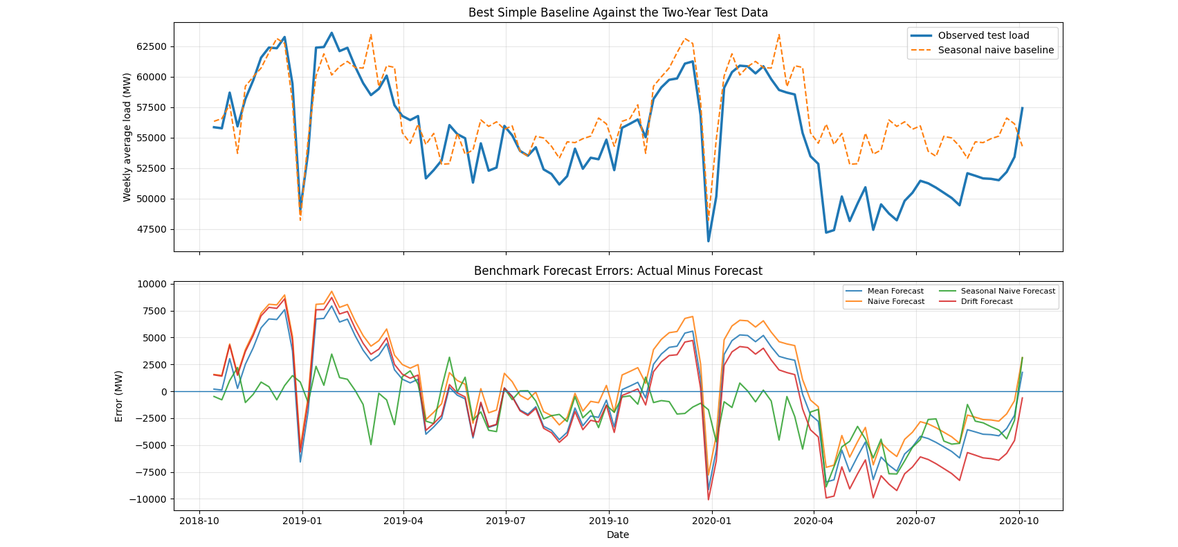 Best Simple Baseline Against the Two-Year Test Data
Weekly average load (MW)
62500
60000
57500
55000
52500
50000
47500
Observed test load
Seasonal naive baseline
Benchmark Forecast Errors: Actual Minus Forecast
Error (MW)
10000
7500
5000
2500
0
−2500
−5000
−7500
−10000
Mean Forecast
Naive Forecast
Seasonal Naive Forecast
Drift Forecast
2018-10
2019-01
2019-04
2019-07
2019-10
2020-01
2020-04
2020-07
2020-10
Date